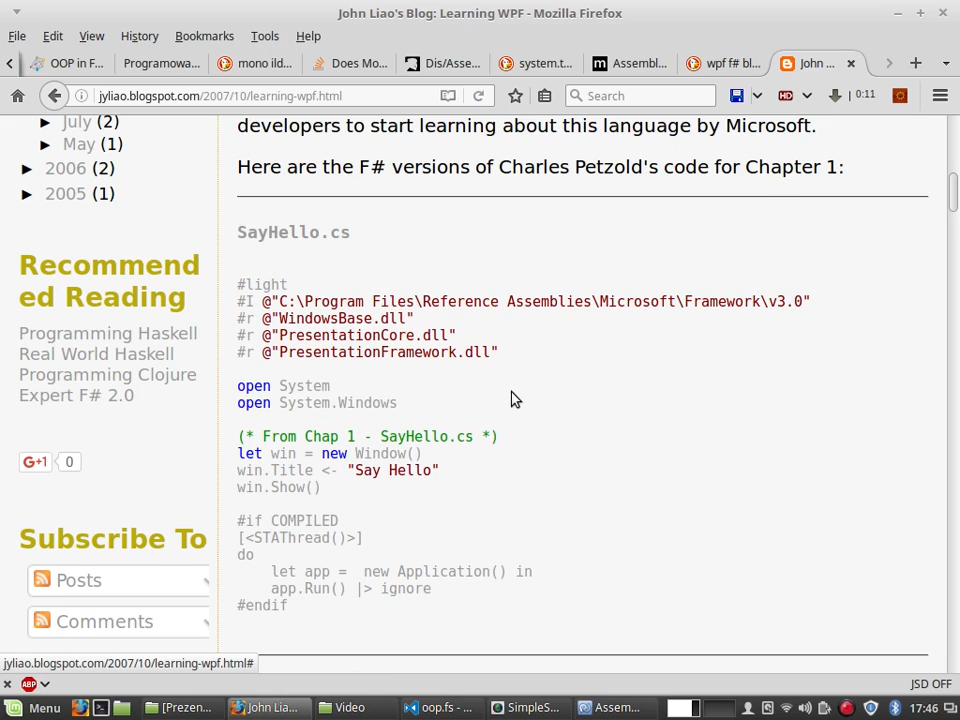 John Liao's Blog: Learning WPF - Mozilla Firefox
File Edit View History Bookmarks Tools Help
OOP in F... Programowa... mono ild... Does Mo... Dis/Asse... system.t... Assembl... wpf f# bl... John ...
jyliao.blogspot.com/2007/10/learning-wpf.html Search HD 0:11
► July (2)
► May (1)
► 2006 (2)
► 2005 (1)
Recommend
ed Reading
Programming Haskell
Real World Haskell
Programming Clojure
Expert F# 2.0
G+1 0
Subscribe To
Posts
Comments
developers to start learning about this language by Microsoft.
Here are the F# versions of Charles Petzold's code for Chapter 1:
SayHello.cs
#light
#I @"C:\Program Files\Reference Assemblies\Microsoft\Framework\v3.0"
#r @"WindowsBase.dll"
#r @"PresentationCore.dll"
#r @"PresentationFramework.dll"
open System
open System.Windows
(* From Chap 1 - SayHello.cs *)
let win = new Window()
win.Title <- "Say Hello"
win.Show()
#if COMPILED
[<STAThread()>]
do
let app =  new Application() in
app.Run() |> ignore
#endif
jyliao.blogspot.com/2007/10/learning-wpf.html#
ABP JSD OFF
Menu [Prezen... John Lia... Video oop.fs - ... SimpleS... Assem... 17:46